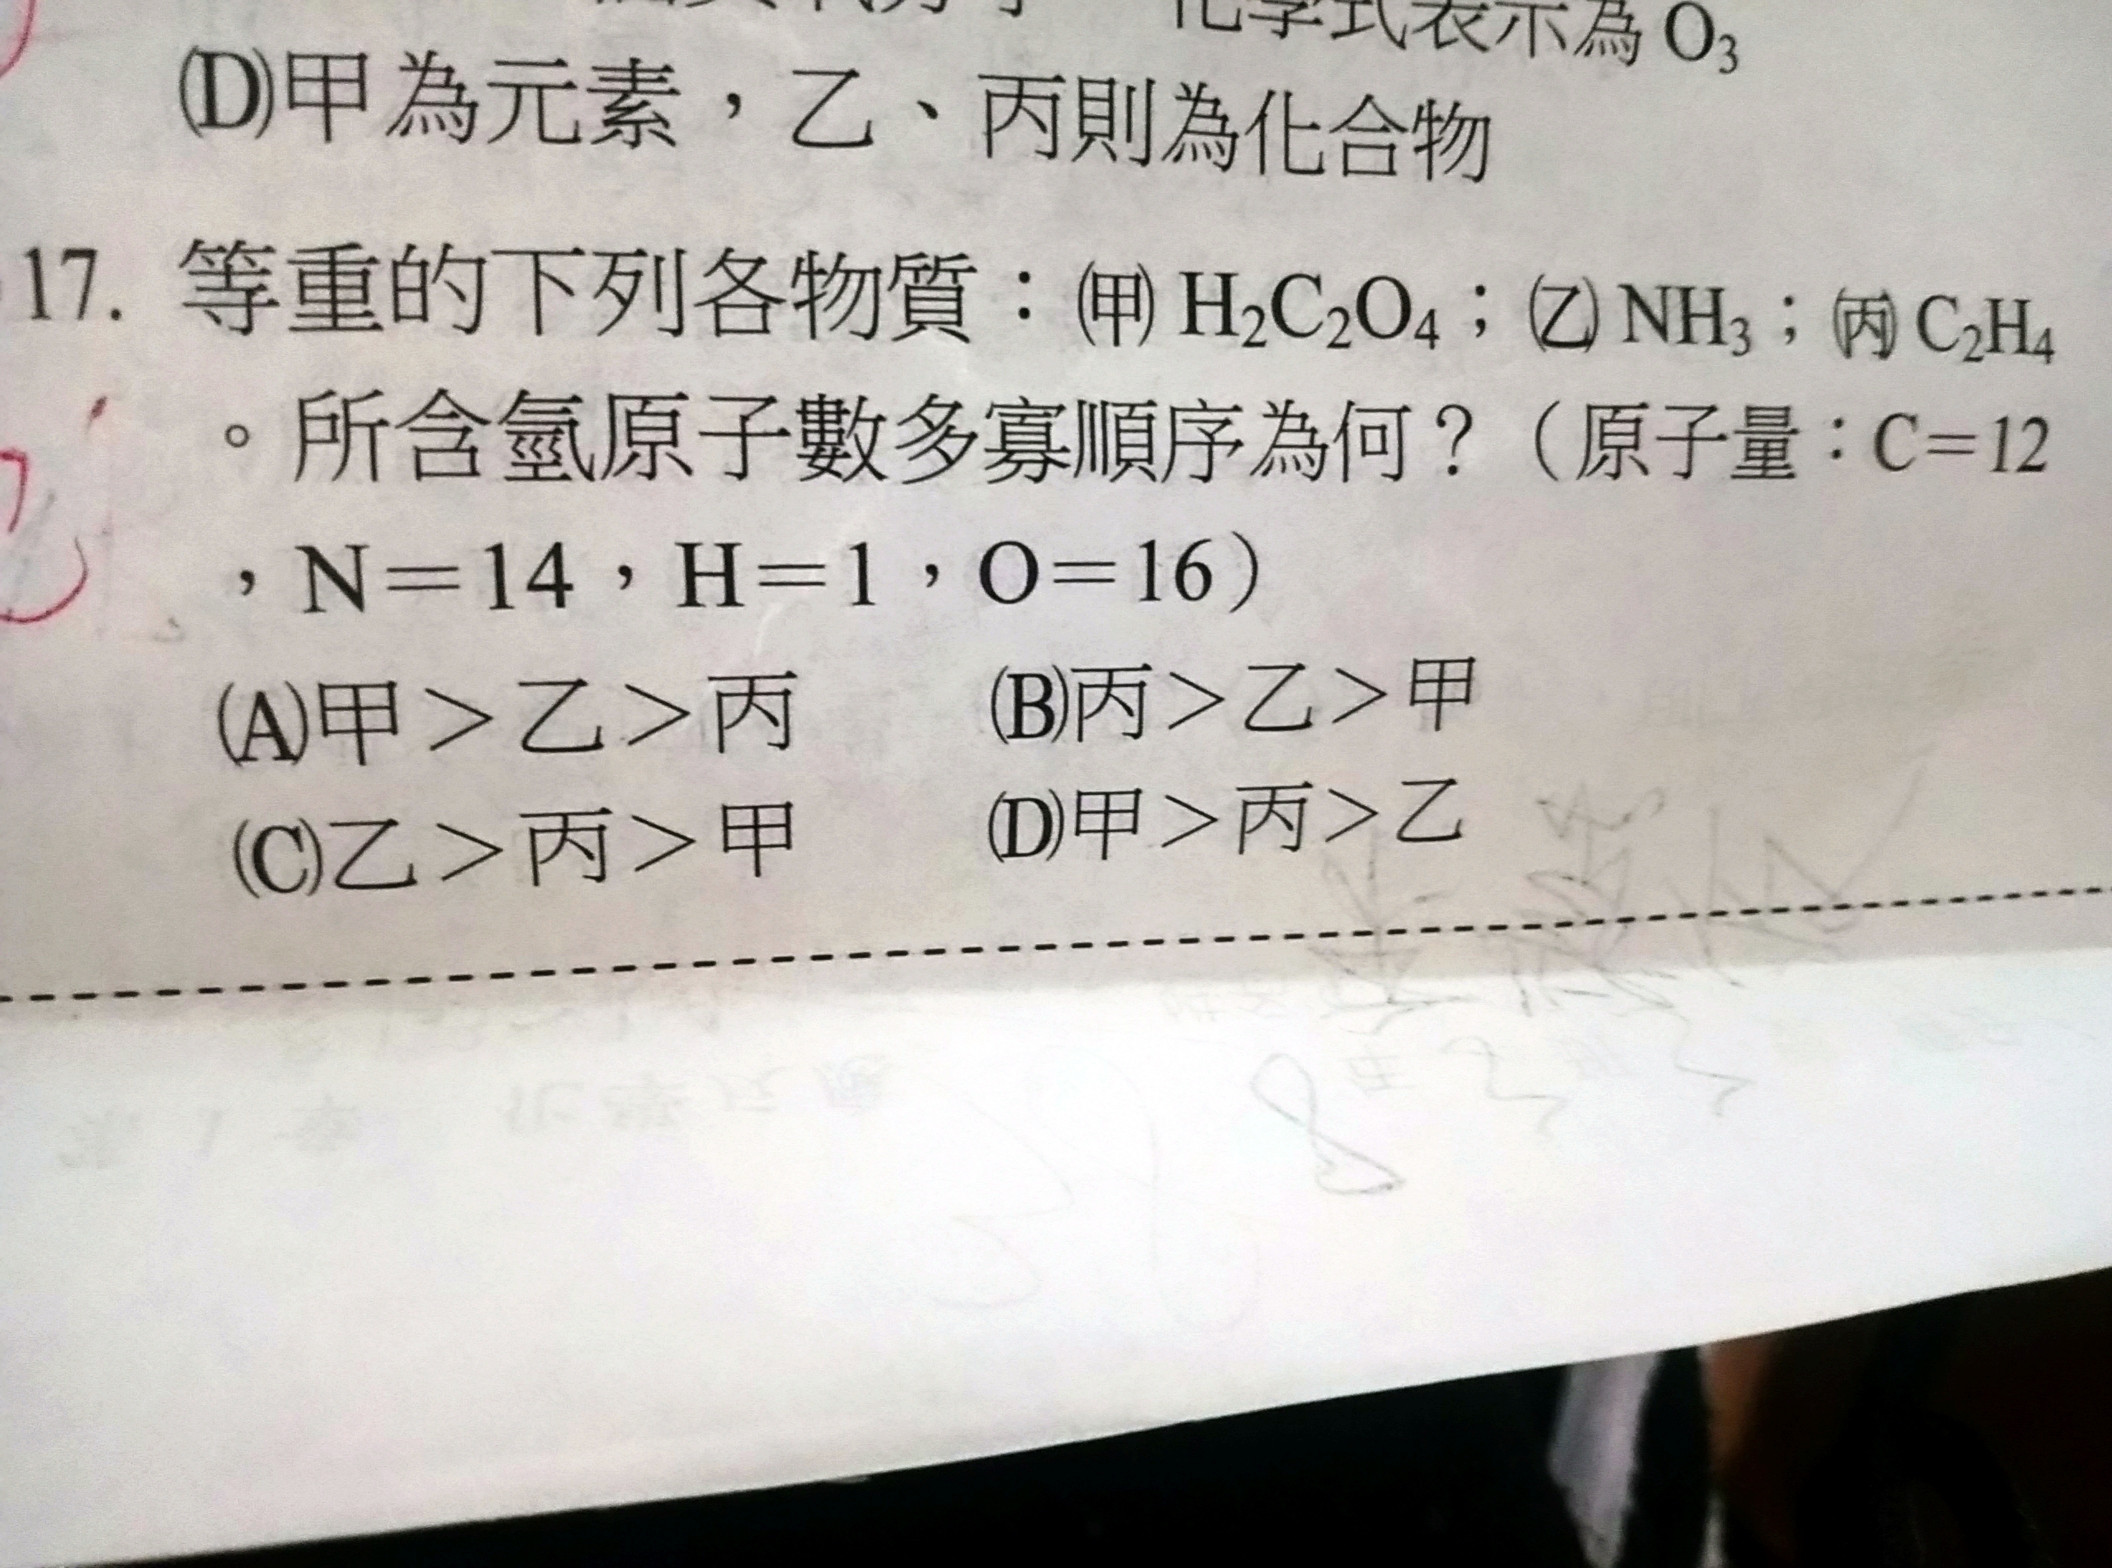 化學式表示為 O₃
(D)甲為元素,乙、丙則為化合物
17. 等重的下列各物質:(甲) H₂C₂O₄;(乙) NH₃;(丙) C₂H₄
。所含氫原子數多寡順序為何?(原子量:C=12
,N=14,H=1,O=16)
(A)甲>乙>丙 (B)丙>乙>甲
(C)乙>丙>甲 (D)甲>丙>乙